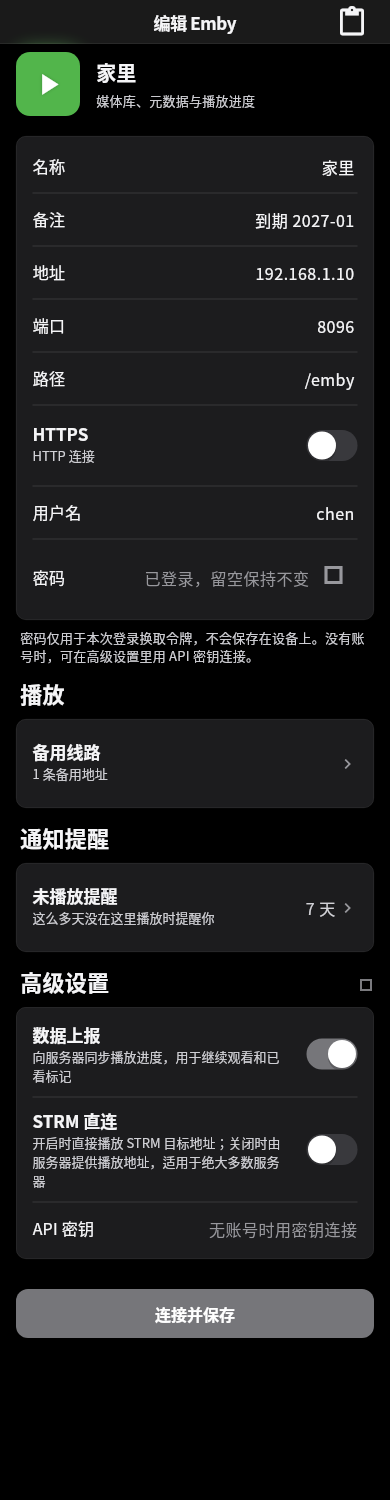 编辑 Emby
家里
媒体库、元数据与播放进度
名称 家里
备注 到期 2027-01
地址 192.168.1.10
端口 8096
路径 /emby
HTTPS
HTTP 连接
用户名 chen
密码 已登录，留空保持不变
密码仅用于本次登录换取令牌，不会保存在设备上。没有账
号时，可在高级设置里用 API 密钥连接。
播放
备用线路
1 条备用地址
通知提醒
未播放提醒
这么多天没在这里播放时提醒你
7 天
高级设置
数据上报
向服务器同步播放进度，用于继续观看和已
看标记
STRM 直连
开启时直接播放 STRM 目标地址；关闭时由
服务器提供播放地址，适用于绝大多数服务
器
API 密钥 无账号时用密钥连接
连接并保存